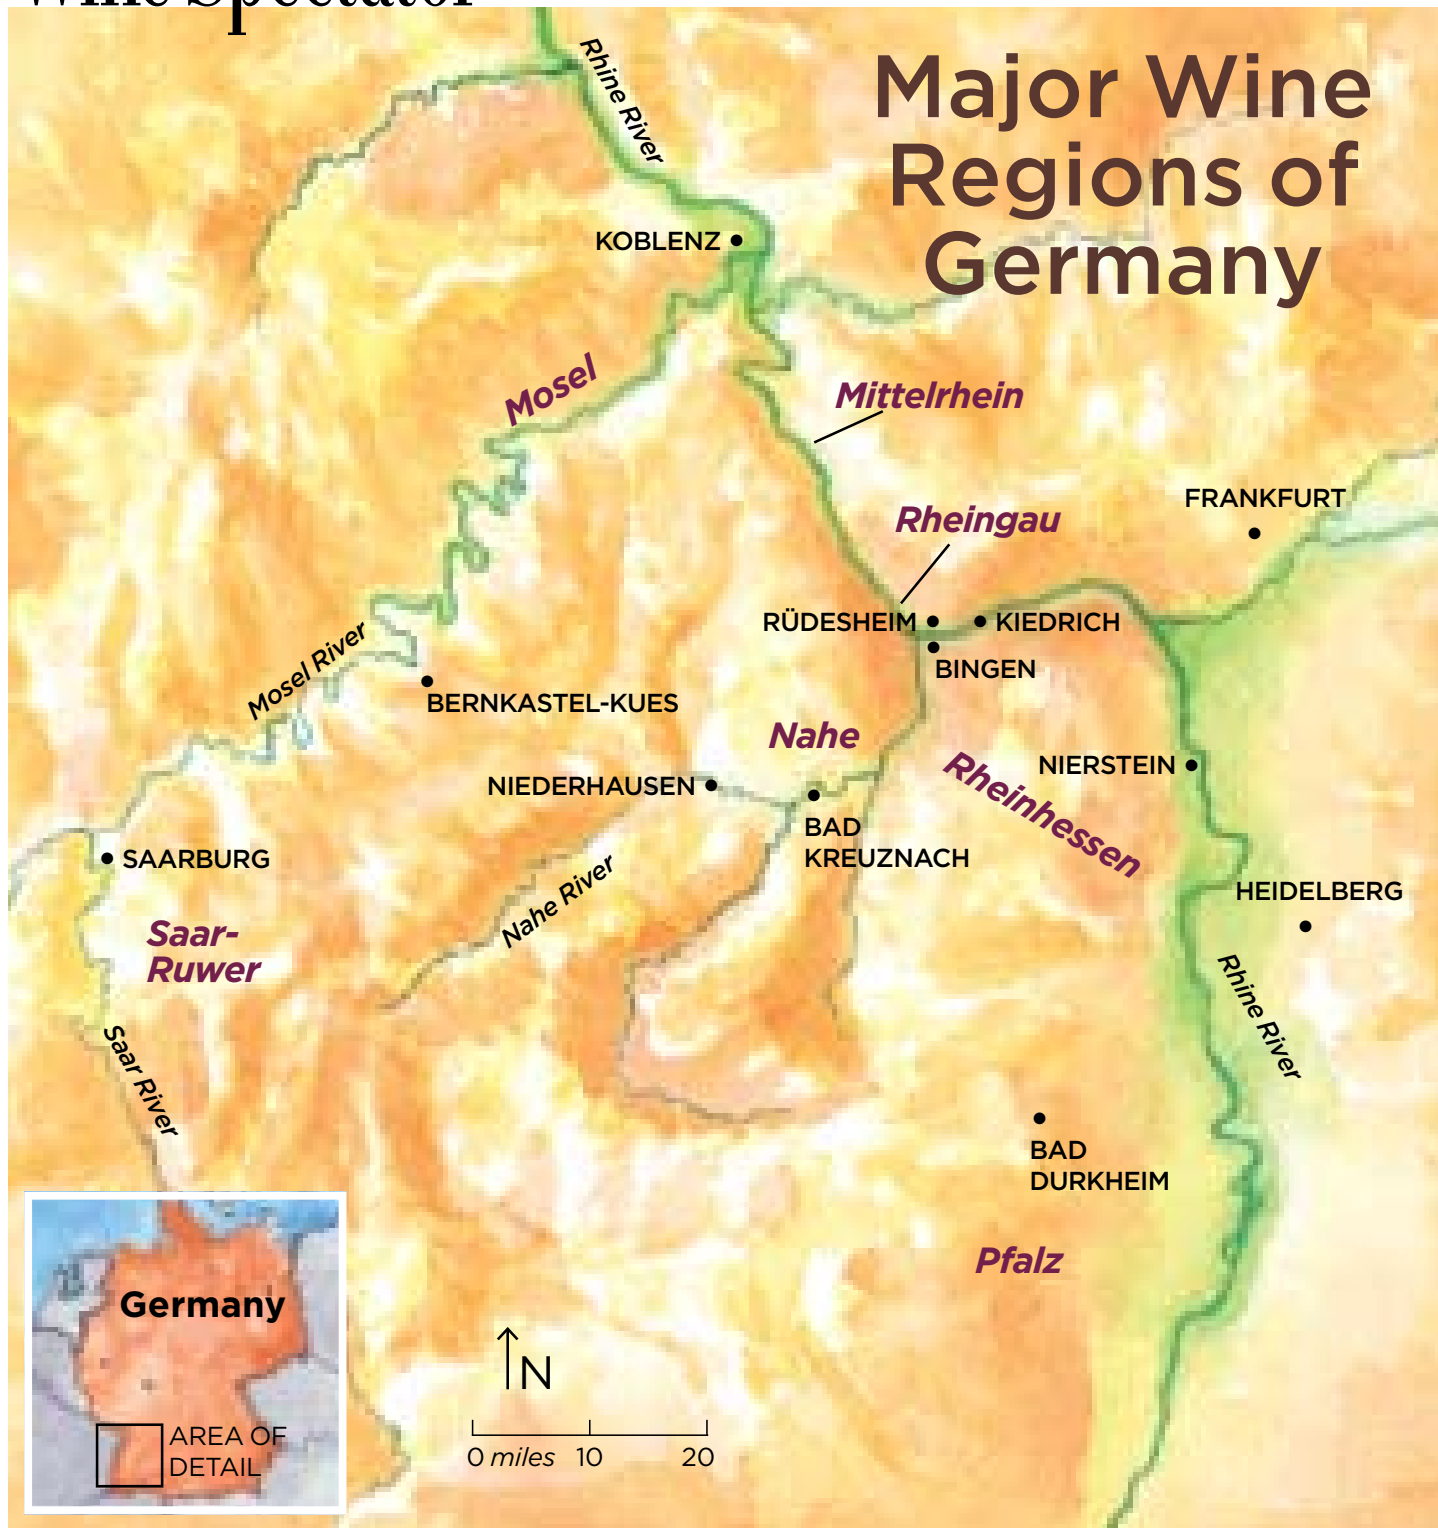 Wine Spectator
Major Wine
Regions of
Germany
Rhine River
KOBLENZ
Mosel
Mittelrhein
Rheingau
FRANKFURT
RÜDESHEIM
KIEDRICH
BINGEN
Mosel River
BERNKASTEL-KUES
Nahe
NIERSTEIN
Rheinhessen
NIEDERHAUSEN
BAD
KREUZNACH
SAARBURG
HEIDELBERG
Nahe River
Saar-
Ruwer
Rhine River
Saar River
BAD
DURKHEIM
Pfalz
Germany
AREA OF
DETAIL
N
0 miles 10 20